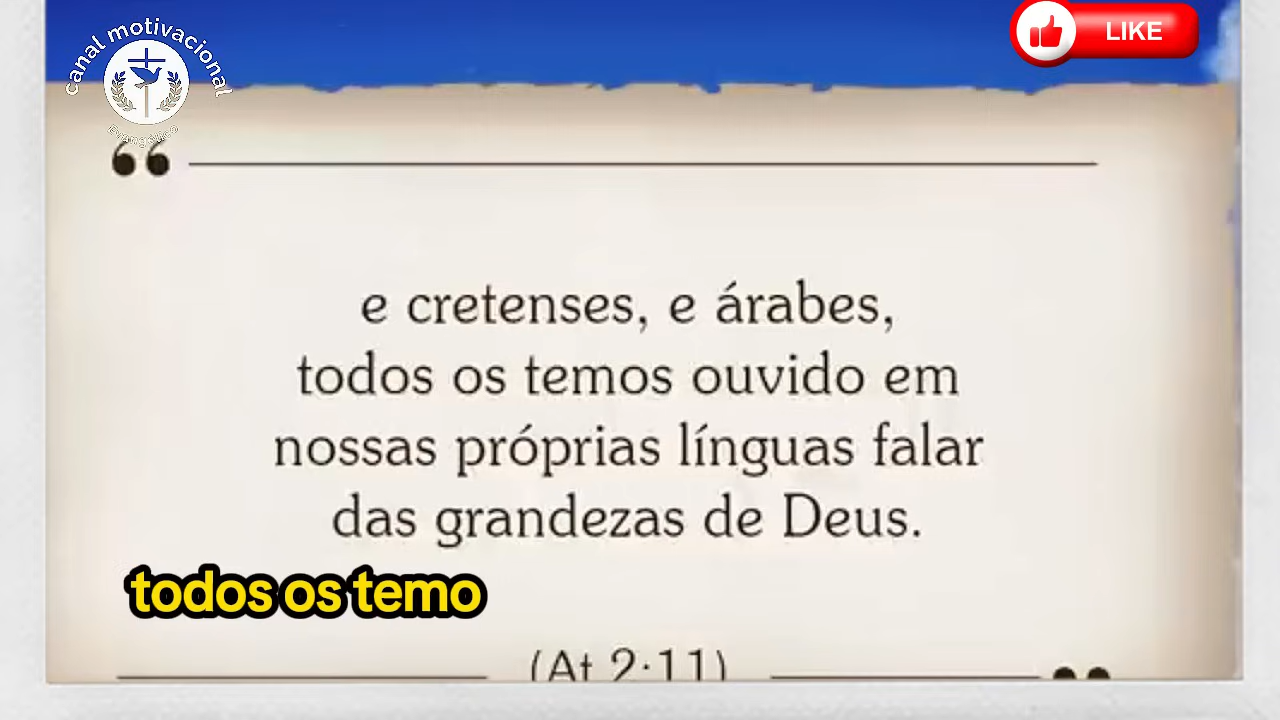 canal motivacional
evangélico
LIKE
e cretenses, e árabes,
todos os temos ouvido em
nossas próprias línguas falar
das grandezas de Deus.
todos os temo
(At 2:11)